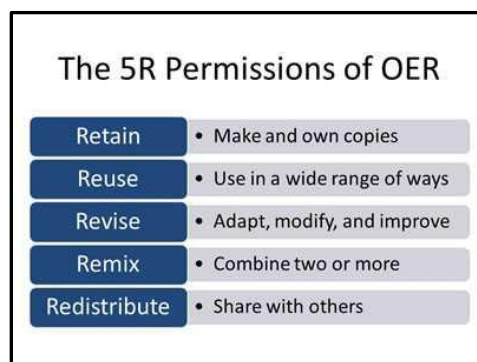 The 5R Permissions of OER
Retain • Make and own copies
Reuse • Use in a wide range of ways
Revise • Adapt, modify, and improve
Remix • Combine two or more
Redistribute • Share with others